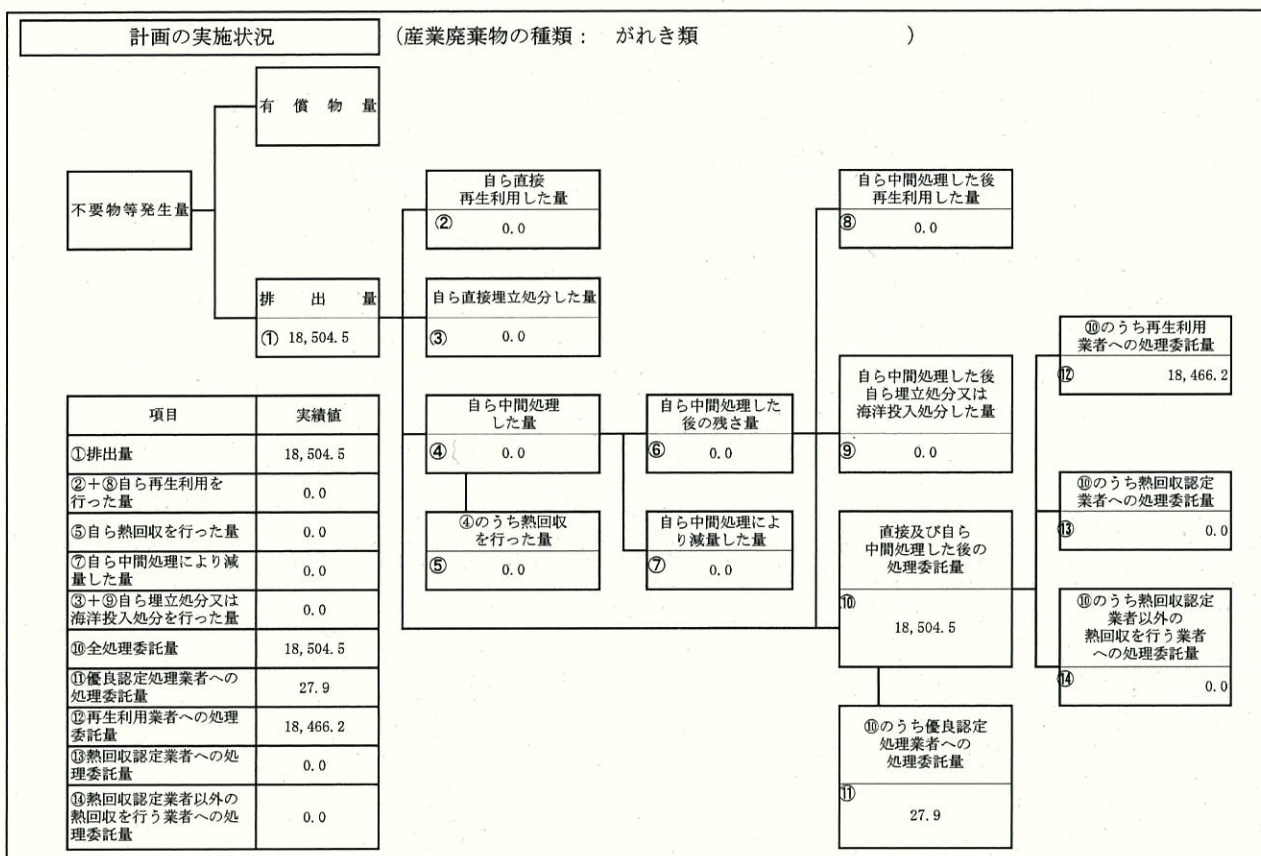 計画の実施状況 (産業廃棄物の種類： がれき類 )
有償物量
不要物等発生量
排出量
① 18,504.5
自ら直接
再生利用した量
② 0.0
自ら直接埋立処分した量
③ 0.0
自ら中間処理
した量
④ 0.0
④のうち熱回収
を行った量
⑤ 0.0
自ら中間処理した
後の残さ量
⑥ 0.0
自ら中間処理によ
り減量した量
⑦ 0.0
自ら中間処理した後
再生利用した量
⑧ 0.0
自ら中間処理した後
自ら埋立処分又は
海洋投入処分した量
⑨ 0.0
直接及び自ら
中間処理した後の
処理委託量
⑩
18,504.5
⑩のうち優良認定
処理業者への
処理委託量
⑪
27.9
⑩のうち再生利用
業者への処理委託量
⑫ 18,466.2
⑩のうち熱回収認定
業者への処理委託量
⑬ 0.0
⑩のうち熱回収認定
業者以外の
熱回収を行う業者
への処理委託量
⑭ 0.0
項目 実績値
①排出量 18,504.5
②＋⑧自ら再生利用を
行った量 0.0
⑤自ら熱回収を行った量 0.0
⑦自ら中間処理により減
量した量 0.0
③＋⑨自ら埋立処分又は
海洋投入処分を行った量 0.0
⑩全処理委託量 18,504.5
⑪優良認定処理業者への
処理委託量 27.9
⑫再生利用業者への処理
委託量 18,466.2
⑬熱回収認定業者への処
理委託量 0.0
⑭熱回収認定業者以外の
熱回収を行う業者への処
理委託量 0.0